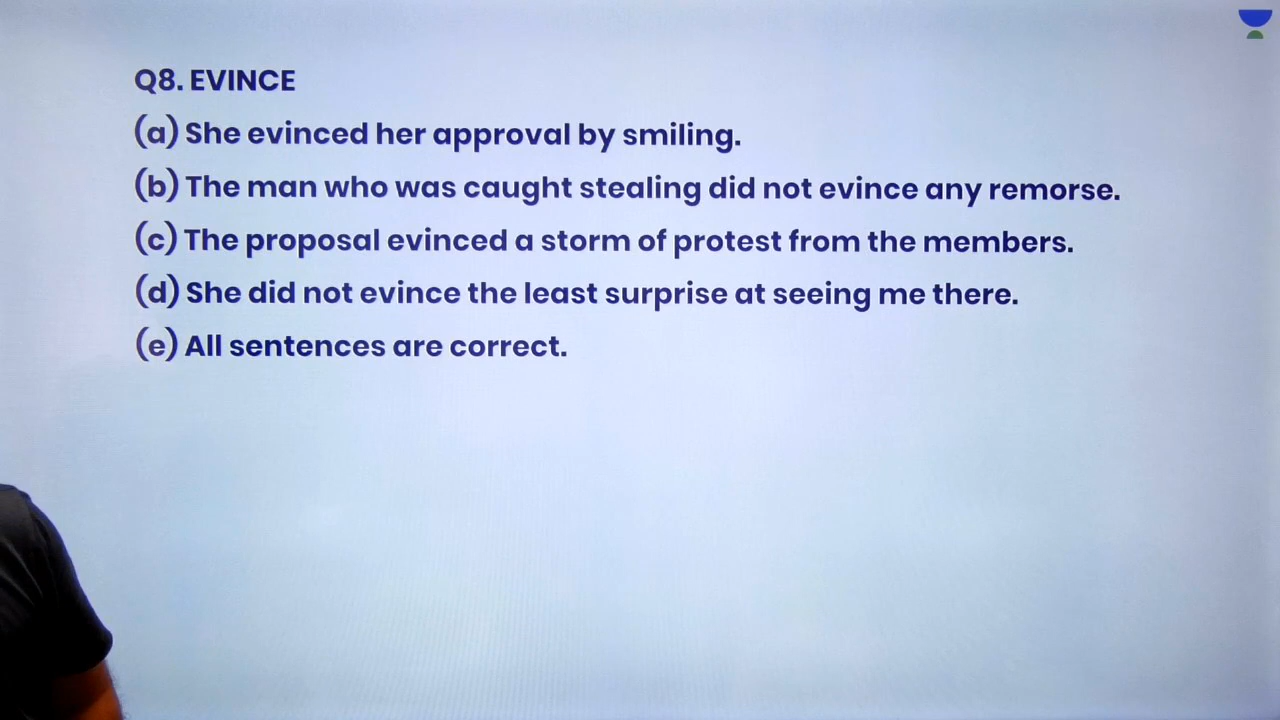 Q8. EVINCE
(a) She evinced her approval by smiling.
(b) The man who was caught stealing did not evince any remorse.
(c) The proposal evinced a storm of protest from the members.
(d) She did not evince the least surprise at seeing me there.
(e) All sentences are correct.